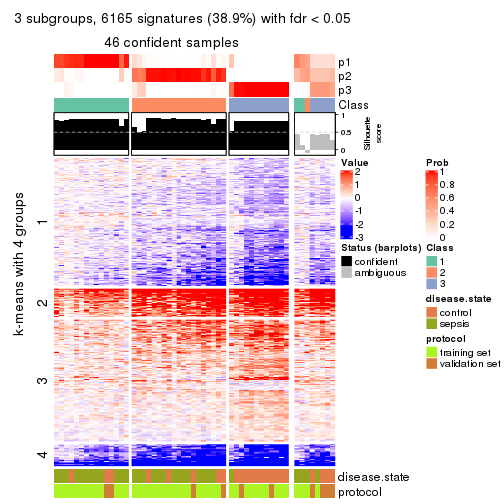 3 subgroups, 6165 signatures (38.9%) with fdr < 0.05
46 confident samples
p1
p2
p3
Class
1
0.5
0
Silhouette
score
k-means with 4 groups
1
2
3
4
disease.state
protocol
Value
2
1
0
-1
-2
-3
Prob
1
0.8
0.6
0.4
0.2
0
Status (barplots)
confident
ambiguous
Class
1
2
3
disease.state
control
sepsis
protocol
training set
validation set